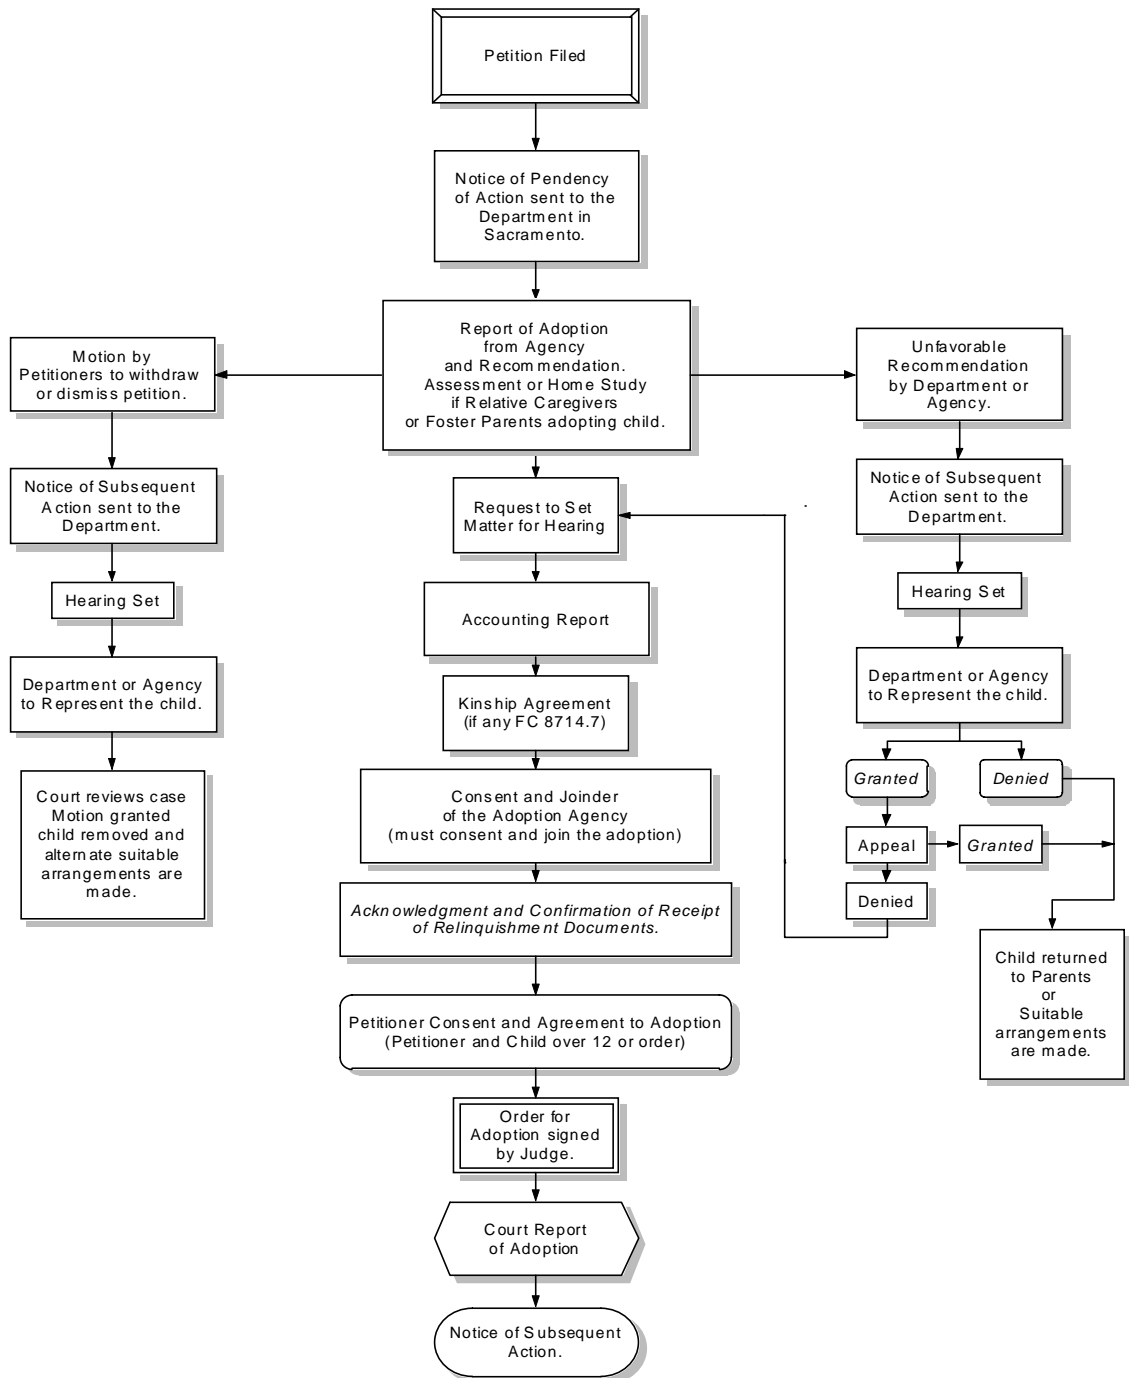 Petition Filed
Notice of Pendency
of Action sent to the
Department in
Sacramento.
Report of Adoption
from Agency
and Recommendation.
Assessment or Home Study
if Relative Caregivers
or Foster Parents adopting child.
Motion by
Petitioners to withdraw
or dismiss petition.
Notice of Subsequent
Action sent to the
Department.
Hearing Set
Department or Agency
to Represent the child.
Court reviews case
Motion granted
child removed and
alternate suitable
arrangements are
made.
Request to Set
Matter for Hearing
Accounting Report
Kinship Agreement
(if any FC 8714.7)
Consent and Joinder
of the Adoption Agency
(must consent and join the adoption)
Acknowledgment and Confirmation of Receipt
of Relinquishment Documents.
Petitioner Consent and Agreement to Adoption
(Petitioner and Child over 12 or order)
Order for
Adoption signed
by Judge.
Court Report
of Adoption
Notice of Subsequent
Action.
Unfavorable
Recommendation
by Department or
Agency.
Notice of Subsequent
Action sent to the
Department.
Hearing Set
Department or Agency
to Represent the child.
Granted
Denied
Appeal
Granted
Denied
Child returned
to Parents
or
Suitable
arrangements
are made.